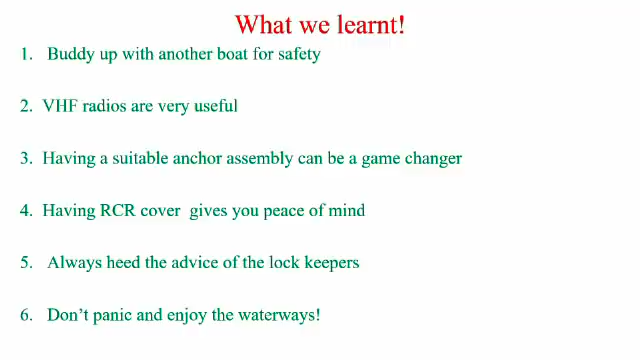 What we learnt!
1. Buddy up with another boat for safety
2. VHF radios are very useful
3. Having a suitable anchor assembly can be a game changer
4. Having RCR cover gives you peace of mind
5. Always heed the advice of the lock keepers
6. Don't panic and enjoy the waterways!